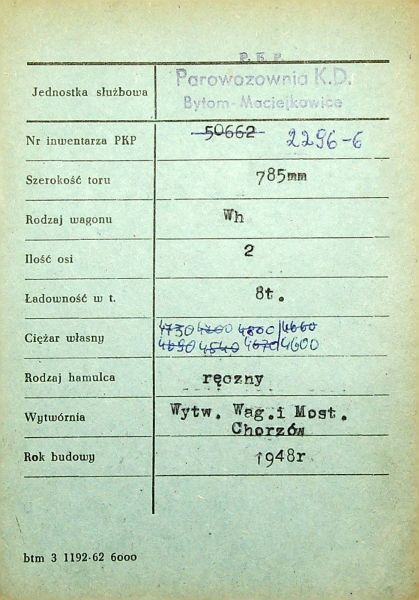 P. K. P.
Jednostka służbowa Parowozownia K.D.
Bytom-Maciejkowice
Nr inwentarza PKP 50662 2296-6
Szerokość toru 785mm
Rodzaj wagonu Wh
Ilość osi 2
Ładowność w t. 8t.
Ciężar własny 4730 4200 4800/4660
4690 4540 4670/4600
Rodzaj hamulca ręczny
Wytwórnia Wytw. Wag.i Most.
Chorzów
Rok budowy 1948r
btm 3 1192-62 6000